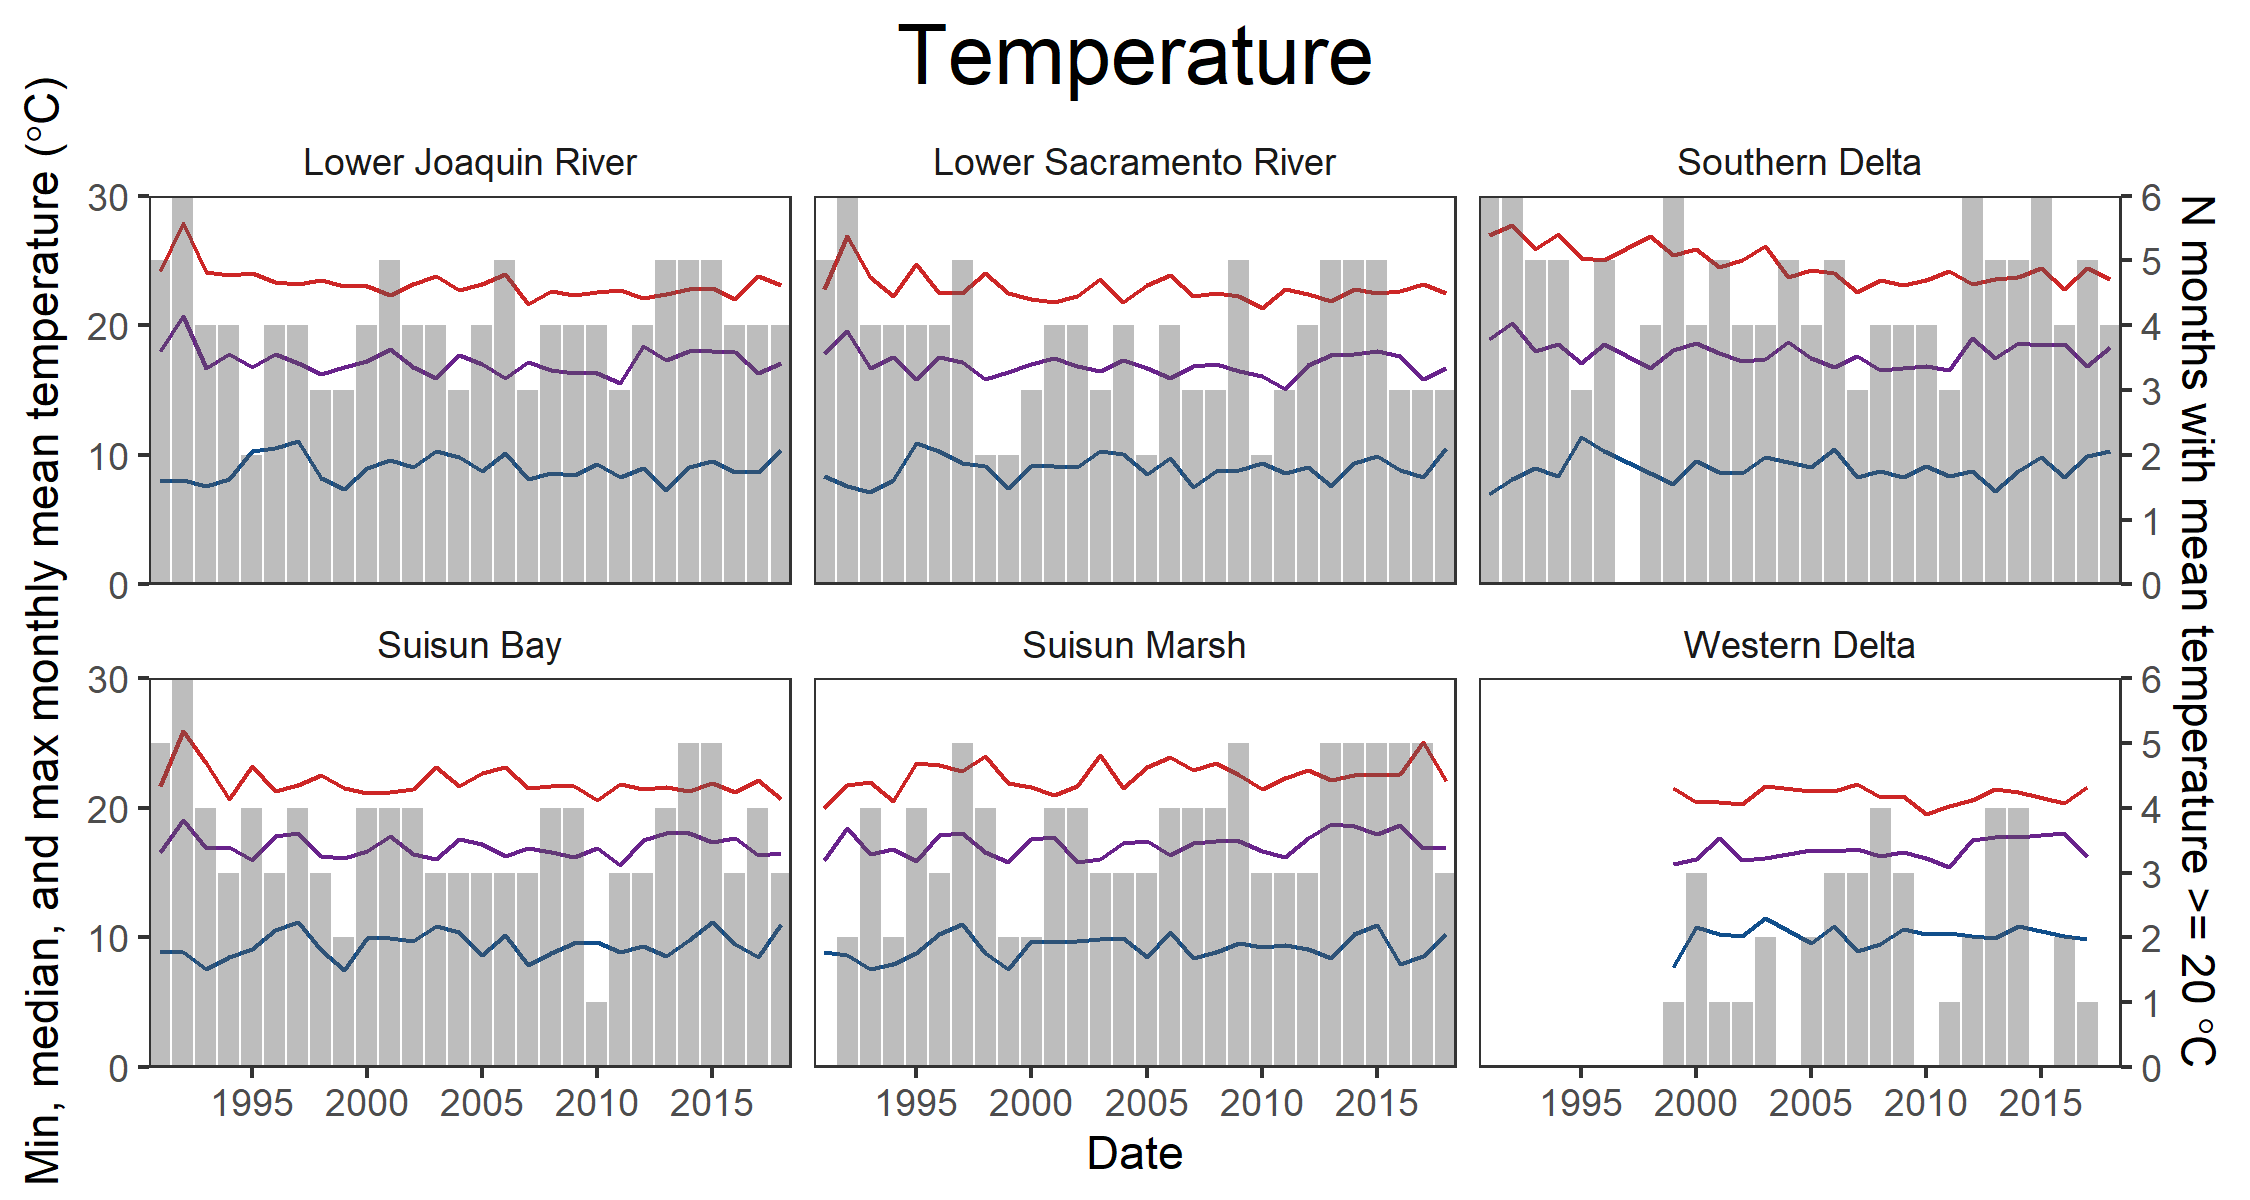 Temperature
Min, median, and max monthly mean temperature (°C)
Lower Joaquin River
Lower Sacramento River
Southern Delta
30
20
10
0
6
5
4
3
2
1
0
N months with mean temperature >= 20 °C
Suisun Bay
Suisun Marsh
Western Delta
30
20
10
0
6
5
4
3
2
1
0
1995 2000 2005 2010 2015
1995 2000 2005 2010 2015
1995 2000 2005 2010 2015
Date